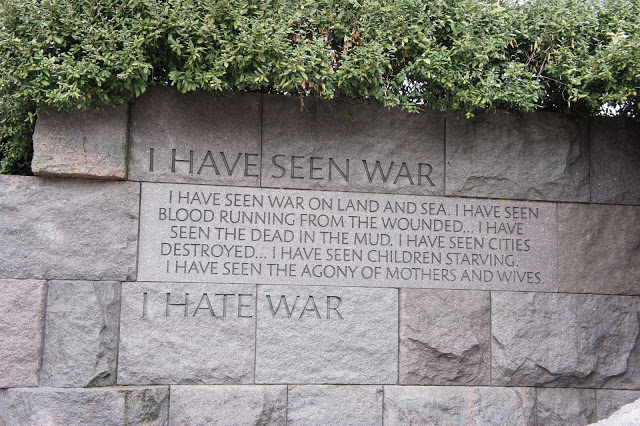 I HAVE SEEN WAR
I HAVE SEEN WAR ON LAND AND SEA. I HAVE SEEN
BLOOD RUNNING FROM THE WOUNDED... I HAVE
SEEN THE DEAD IN THE MUD. I HAVE SEEN CITIES
DESTROYED... I HAVE SEEN CHILDREN STARVING.
I HAVE SEEN THE AGONY OF MOTHERS AND WIVES.
I HATE WAR